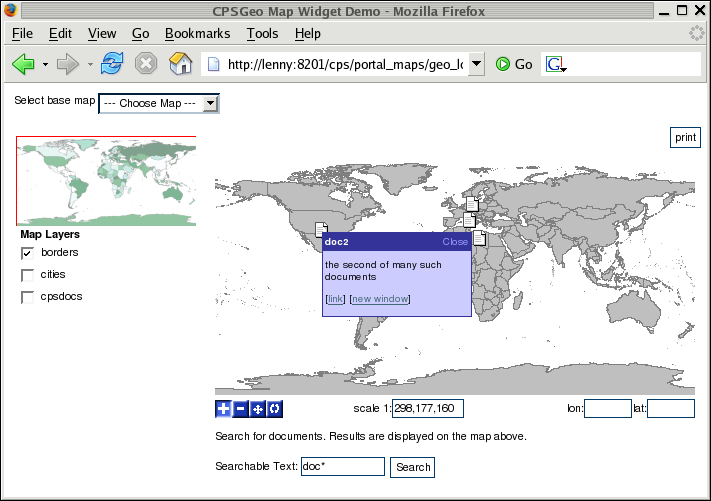 CPSGeo Map Widget Demo - Mozilla Firefox
File Edit View Go Bookmarks Tools Help
http://lenny:8201/cps/portal_maps/geo_lo
Go
G
Select base map --- Choose Map ---
print
Map Layers
borders
cities
cpsdocs
doc2 Close
the second of many such
documents
[link] [new window]
scale 1: 298,177,160 lon: lat:
Search for documents. Results are displayed on the map above.
Searchable Text: doc* Search